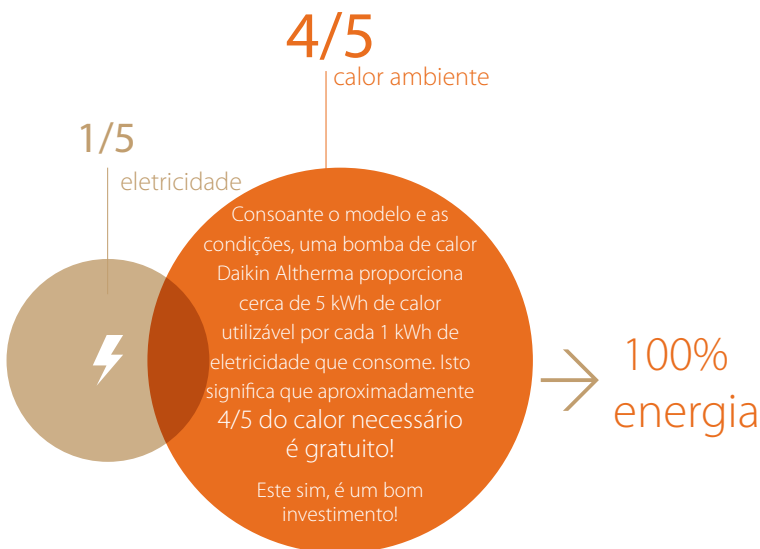 4/5
calor ambiente
1/5
eletricidade
Consoante o modelo e as
condições, uma bomba de calor
Daikin Altherma proporciona
cerca de 5 kWh de calor
utilizável por cada 1 kWh de
eletricidade que consome. Isto
significa que aproximadamente
4/5 do calor necessário
é gratuito!
Este sim, é um bom
investimento!
100%
energia